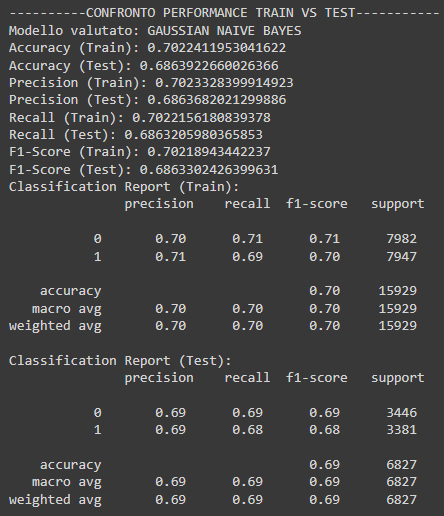 ----------CONFRONTO PERFORMANCE TRAIN VS TEST-----------
Modello valutato: GAUSSIAN NAIVE BAYES
Accuracy (Train): 0.7022411953041622
Accuracy (Test): 0.6863922660026366
Precision (Train): 0.7023328399914923
Precision (Test): 0.6863682021299886
Recall (Train): 0.7022156180839378
Recall (Test): 0.6863205980365853
F1-Score (Train): 0.70218943442237
F1-Score (Test): 0.6863302426399631
Classification Report (Train):
              precision    recall  f1-score   support

           0       0.70      0.71      0.71      7982
           1       0.71      0.69      0.70      7947

    accuracy                           0.70     15929
   macro avg       0.70      0.70      0.70     15929
weighted avg       0.70      0.70      0.70     15929

Classification Report (Test):
              precision    recall  f1-score   support

           0       0.69      0.69      0.69      3446
           1       0.69      0.68      0.68      3381

    accuracy                           0.69      6827
   macro avg       0.69      0.69      0.69      6827
weighted avg       0.69      0.69      0.69      6827